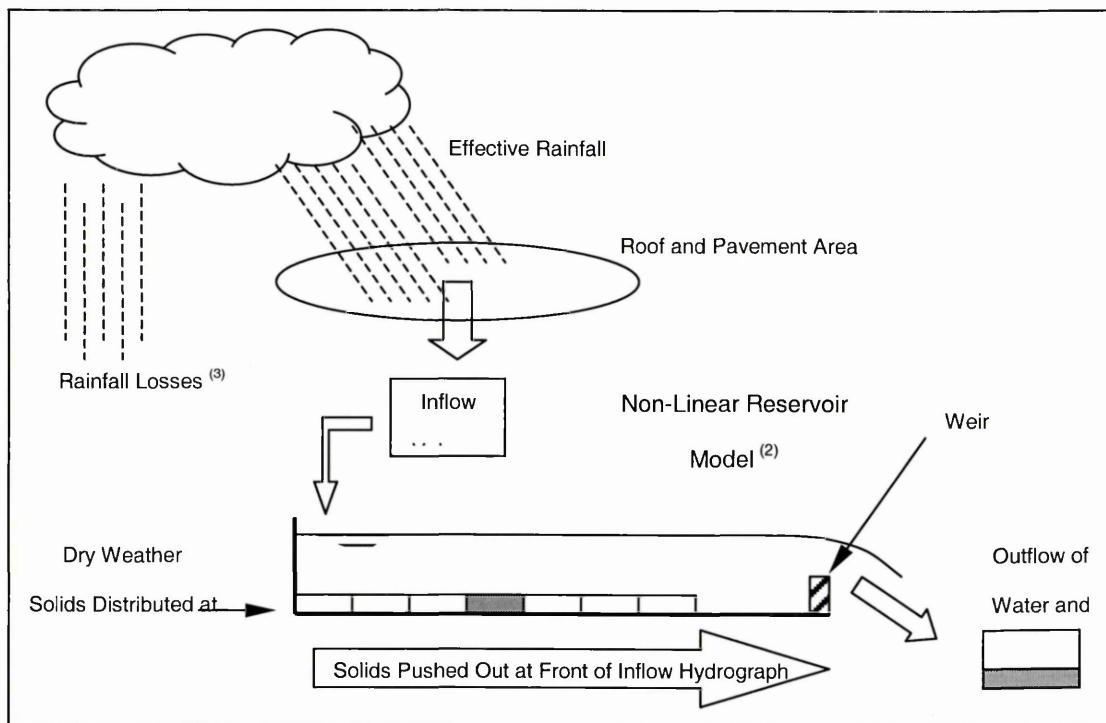 Effective Rainfall
Roof and Pavement Area
Rainfall Losses (3)
Inflow
Non-Linear Reservoir
Model (2)
Weir
Dry Weather
Solids Distributed at
Outflow of
Water and
Solids Pushed Out at Front of Inflow Hydrograph